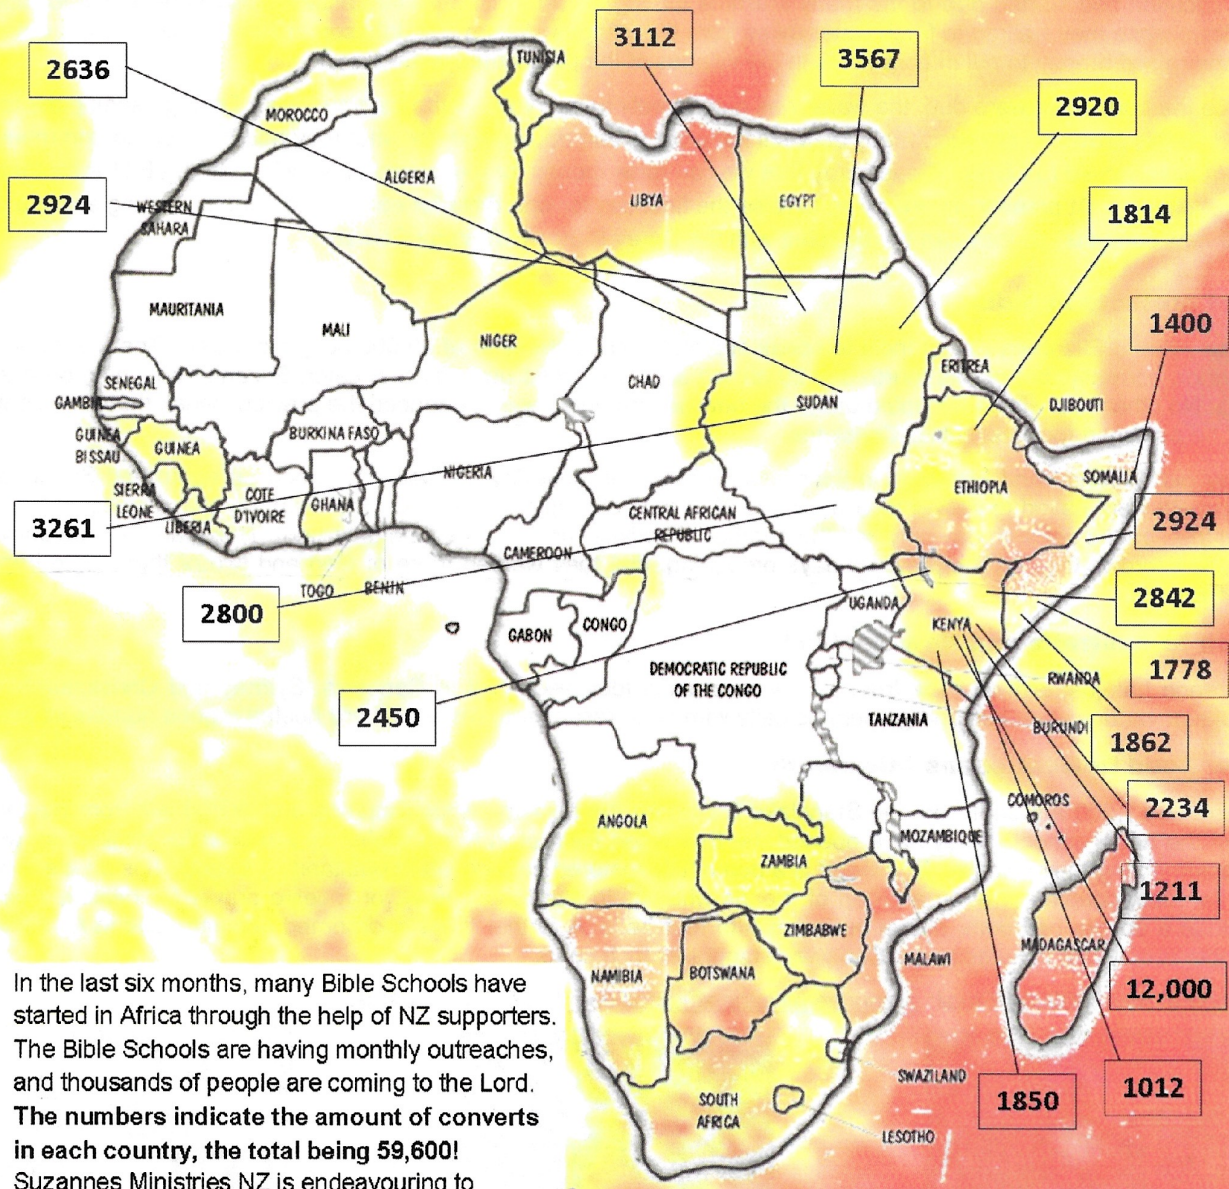 3112
3567
2636
2920
TUNISIA
MOROCCO
ALGERIA
LIBYA
EGYPT
2924
WESTERN
SAHARA
1814
MAURITANIA
MALI
NIGER
CHAD
SUDAN
ERITREA
1400
SENEGAL
GAMBIA
DJIBOUTI
GUINEA
BISSAU
GUINEA
BURKINA FASO
NIGERIA
ETHIOPIA
SOMALIA
SIERRA
LEONE
LIBERIA
COTE
D'IVOIRE
GHANA
CENTRAL AFRICAN
REPUBLIC
2924
3261
CAMEROON
TOGO
BENIN
2800
GABON
CONGO
UGANDA
KENYA
2842
DEMOCRATIC REPUBLIC
OF THE CONGO
RWANDA
1778
2450
TANZANIA
BURUNDI
1862
ANGOLA
COMOROS
2234
ZAMBIA
MOZAMBIQUE
1211
ZIMBABWE
NAMIBIA
BOTSWANA
MALAWI
MADAGASCAR
12,000
SWAZILAND
1850
1012
SOUTH
AFRICA
LESOTHO
In the last six months, many Bible Schools have
started in Africa through the help of NZ supporters.
The Bible Schools are having monthly outreaches,
and thousands of people are coming to the Lord.
The numbers indicate the amount of converts
in each country, the total being 59,600!
Suzannes Ministries NZ is endeavouring to